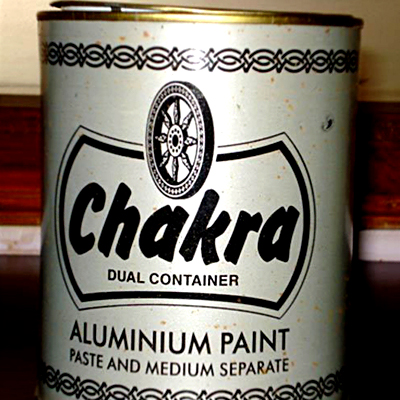 Chakra
DUAL CONTAINER
ALUMINIUM PAINT
PASTE AND MEDIUM SEPARATE